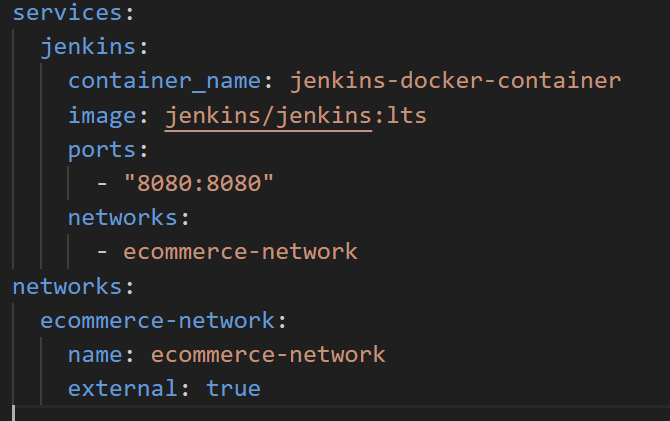 services:
  jenkins:
    container_name: jenkins-docker-container
    image: jenkins/jenkins:lts
    ports:
      - "8080:8080"
    networks:
      - ecommerce-network
networks:
  ecommerce-network:
    name: ecommerce-network
    external: true